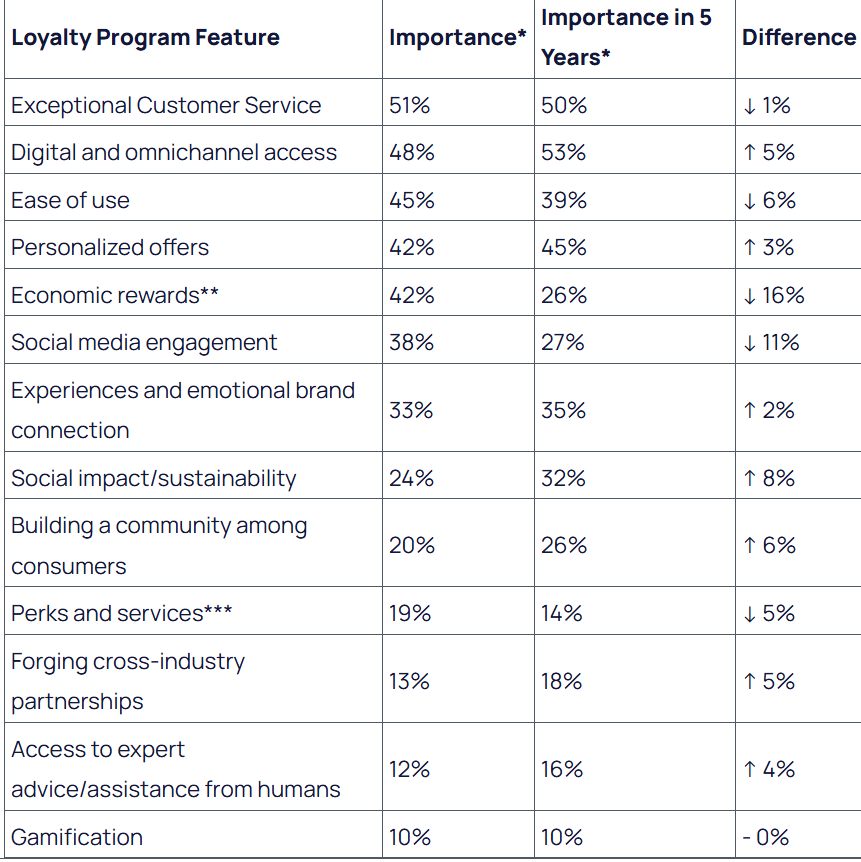 Loyalty Program Feature Importance* Importance in 5 Years* Difference
Exceptional Customer Service 51% 50% ↓ 1%
Digital and omnichannel access 48% 53% ↑ 5%
Ease of use 45% 39% ↓ 6%
Personalized offers 42% 45% ↑ 3%
Economic rewards** 42% 26% ↓ 16%
Social media engagement 38% 27% ↓ 11%
Experiences and emotional brand
connection 33% 35% ↑ 2%
Social impact/sustainability 24% 32% ↑ 8%
Building a community among
consumers 20% 26% ↑ 6%
Perks and services*** 19% 14% ↓ 5%
Forging cross-industry
partnerships 13% 18% ↑ 5%
Access to expert
advice/assistance from humans 12% 16% ↑ 4%
Gamification 10% 10% - 0%